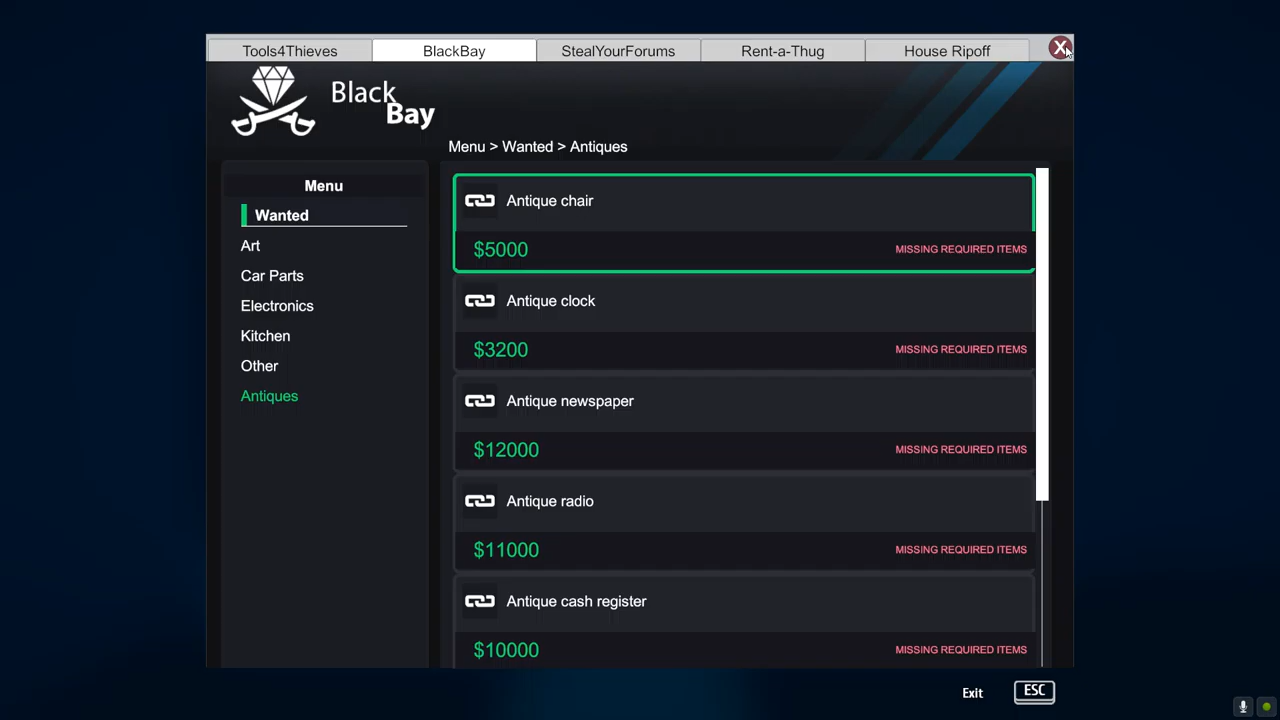 Tools4Thieves
BlackBay
StealYourForums
Rent-a-Thug
House Ripoff
X
Black
Bay
Menu > Wanted > Antiques
Menu
Wanted
Art
Car Parts
Electronics
Kitchen
Other
Antiques
Antique chair
$5000 MISSING REQUIRED ITEMS
Antique clock
$3200 MISSING REQUIRED ITEMS
Antique newspaper
$12000 MISSING REQUIRED ITEMS
Antique radio
$11000 MISSING REQUIRED ITEMS
Antique cash register
$10000 MISSING REQUIRED ITEMS
Exit ESC